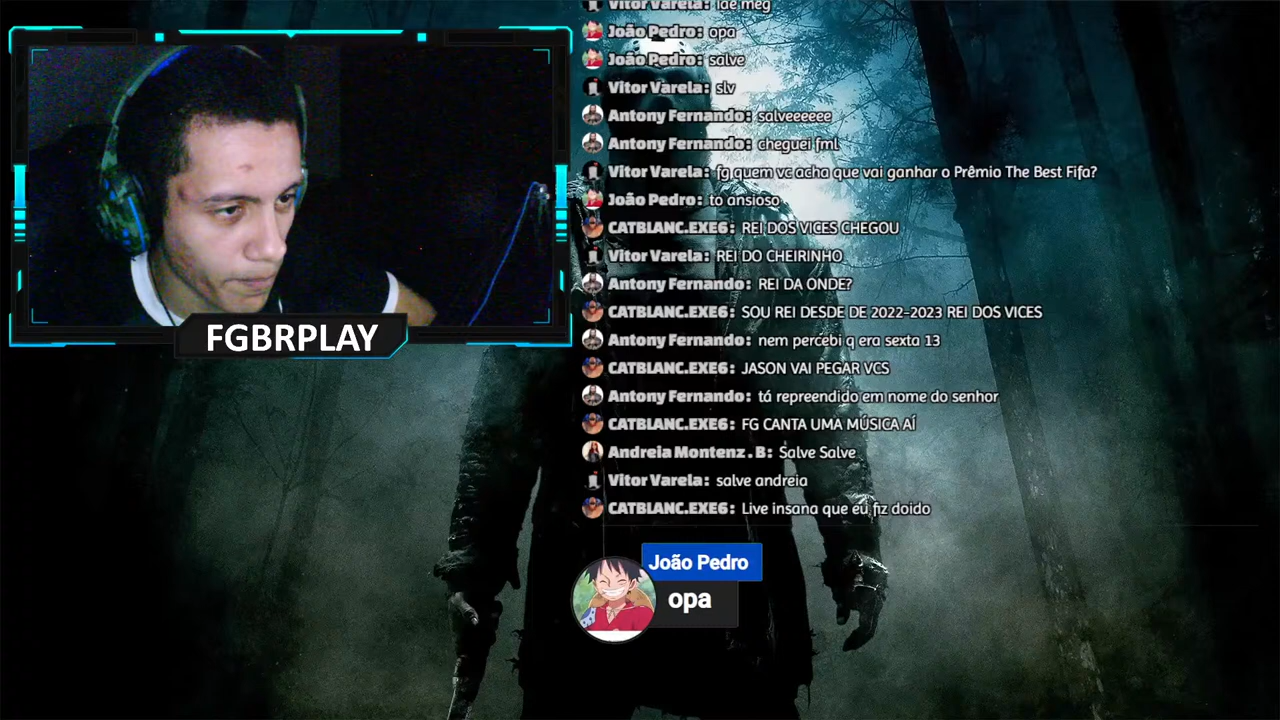 Vitor Varela: Ide meg
João Pedro: opa
João Pedro: salve
Vitor Varela: slv
Antony Fernando: salveeeeee
Antony Fernando: cheguei fml
Vitor Varela: fg quem vc acha que vai ganhar o Prêmio The Best Fifa?
João Pedro: to ansioso
CATBLANC.EXE6: REI DOS VICES CHEGOU
Vitor Varela: REI DO CHEIRINHO
Antony Fernando: REI DA ONDE?
CATBLANC.EXE6: SOU REI DESDE DE 2022-2023 REI DOS VICES
Antony Fernando: nem percebi q era sexta 13
CATBLANC.EXE6: JASON VAI PEGAR VCS
Antony Fernando: tá repreendido em nome do senhor
CATBLANC.EXE6: FG CANTA UMA MÚSICA AÍ
Andreia Montenz . B: Salve Salve
Vitor Varela: salve andreia
CATBLANC.EXE6: Live insana que eu fiz doido
FGBRPLAY
João Pedro
opa